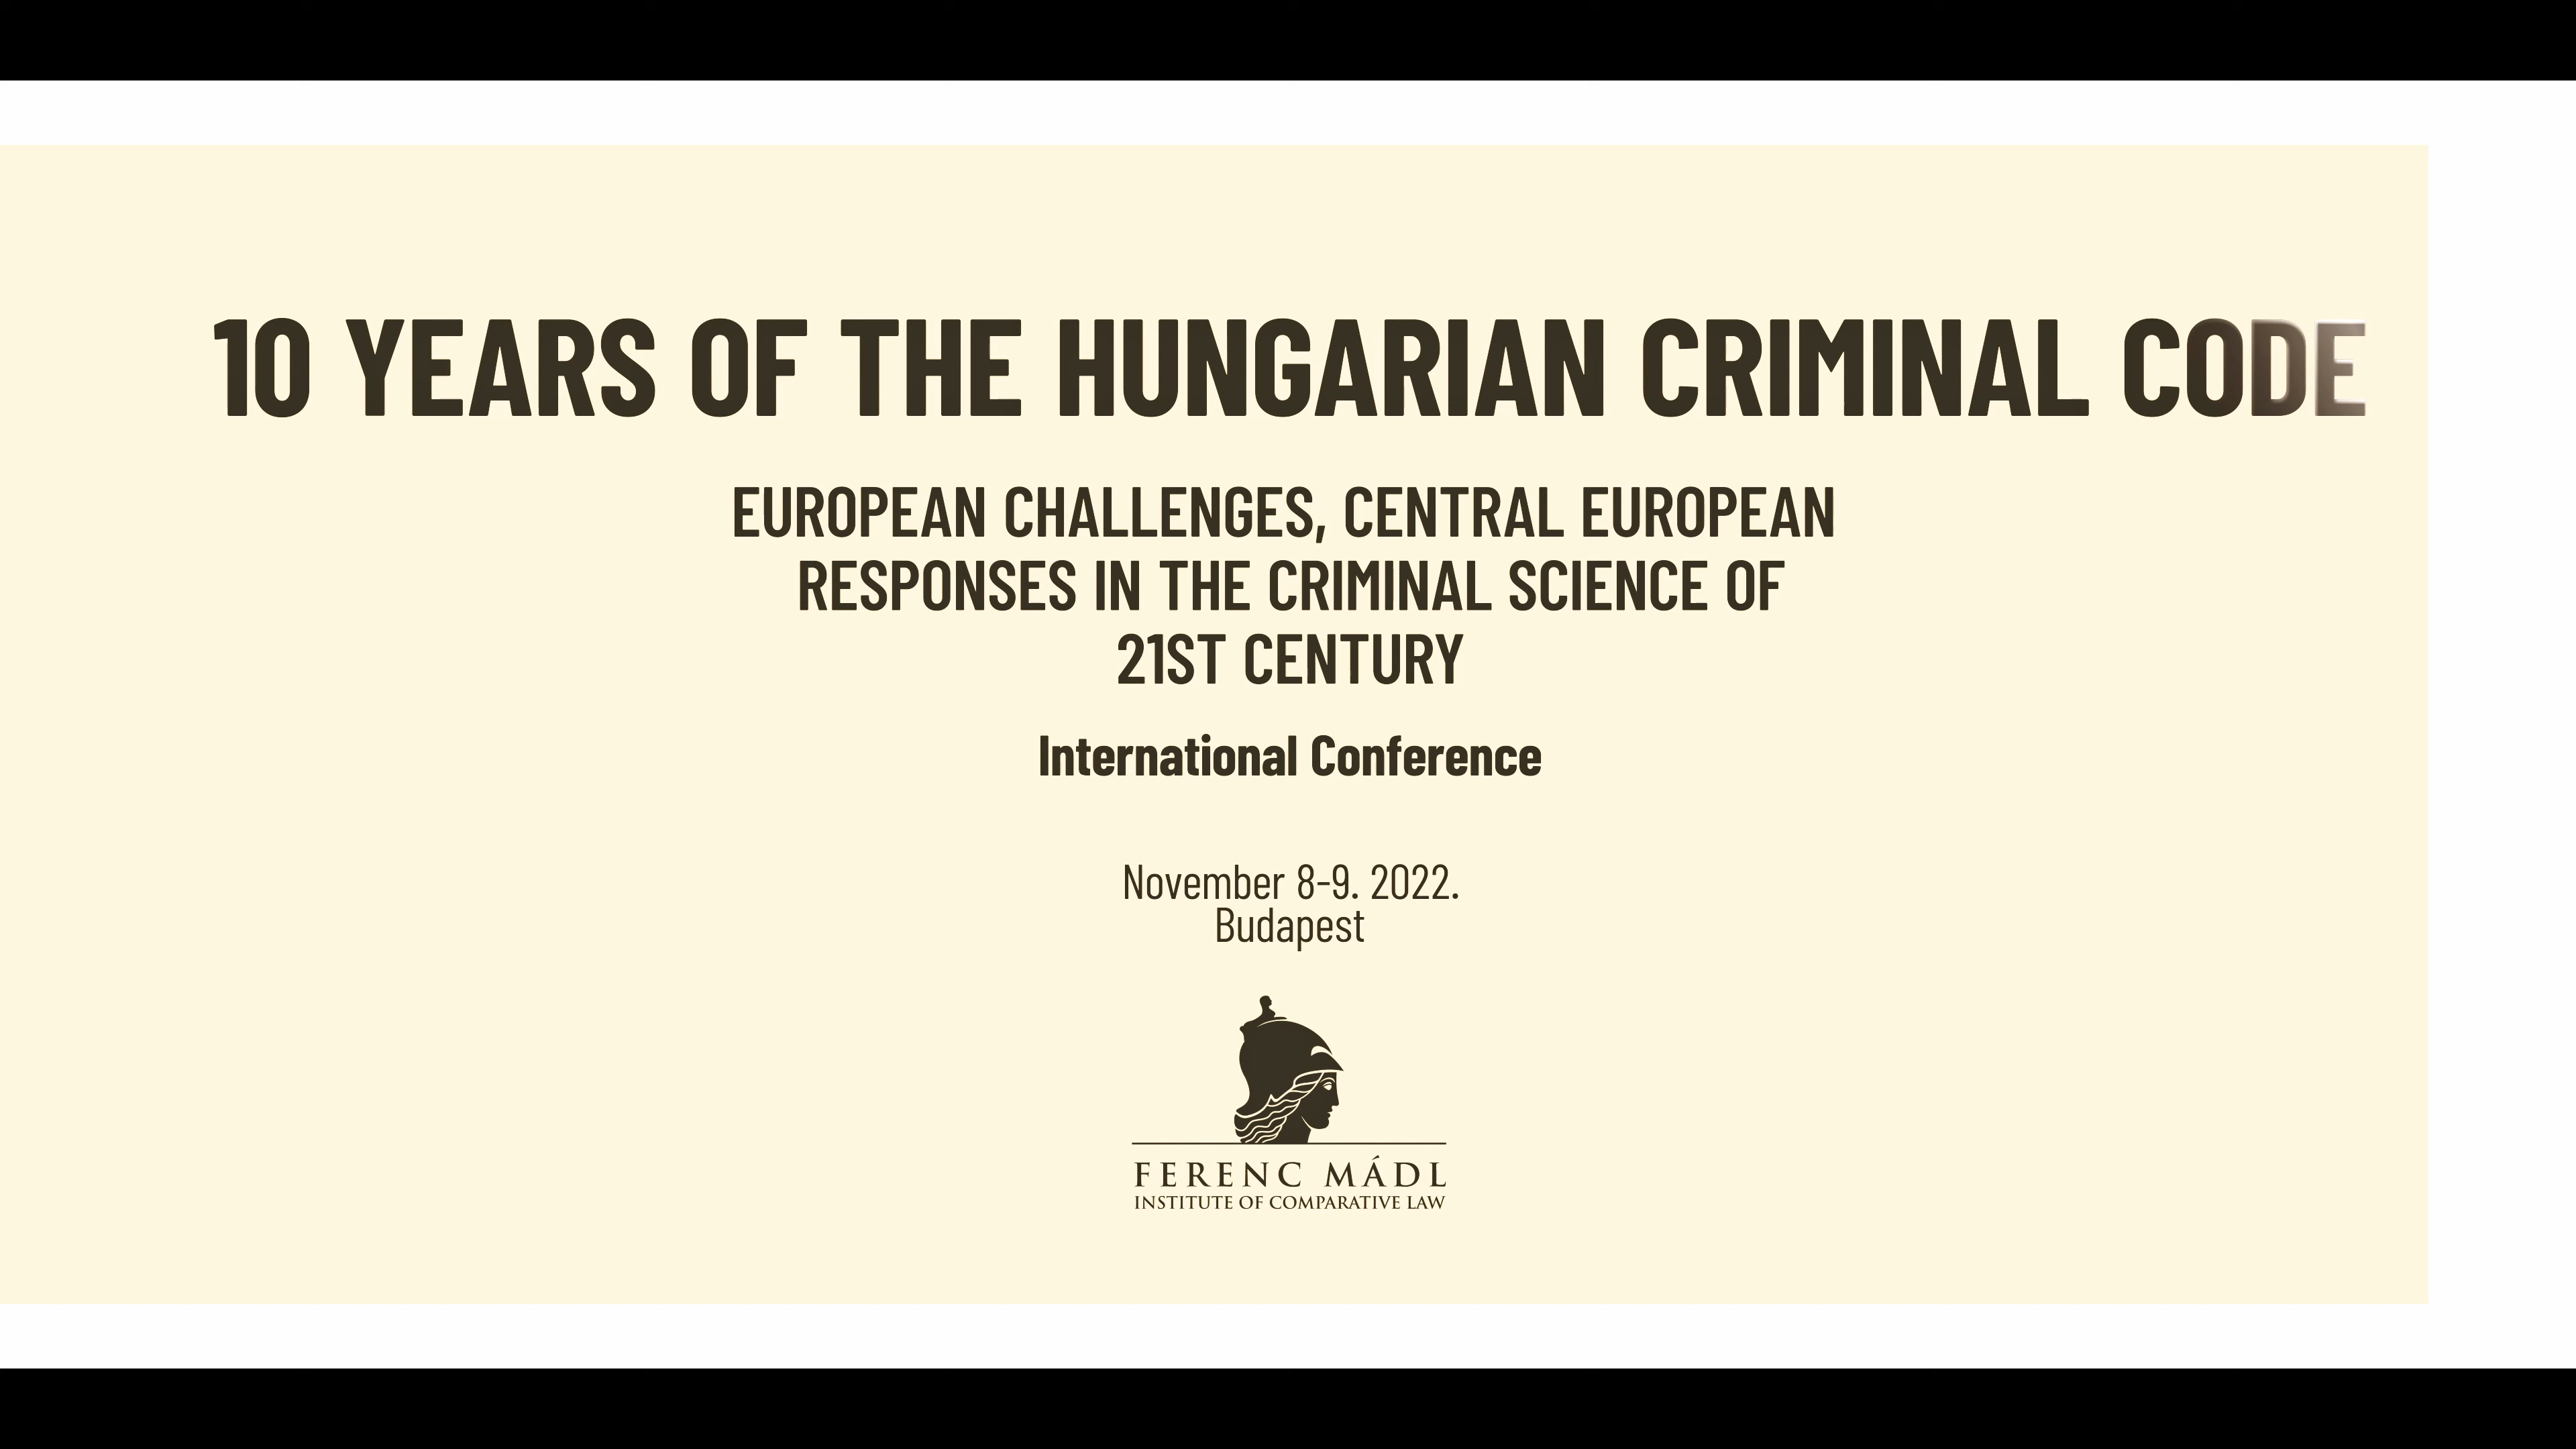 10 YEARS OF THE HUNGARIAN CRIMINAL CODE
EUROPEAN CHALLENGES, CENTRAL EUROPEAN
RESPONSES IN THE CRIMINAL SCIENCE OF
21ST CENTURY
International Conference
November 8-9. 2022.
Budapest
FERENC MÁDL
INSTITUTE OF COMPARATIVE LAW